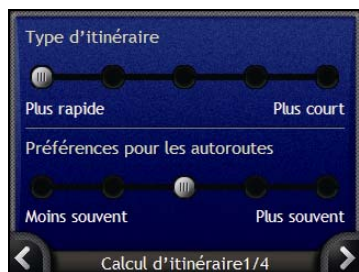 Type d'itinéraire
Plus rapide Plus court
Préférences pour les autoroutes
Moins souvent Plus souvent
Calcul d'itinéraire1/4